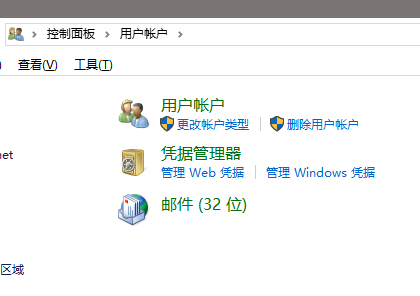 控制面板 用户帐户
) 查看(V) 工具(T)
用户帐户
更改帐户类型 删除用户帐户
net
凭据管理器
管理 Web 凭据 管理 Windows 凭据
邮件 (32 位)
区域